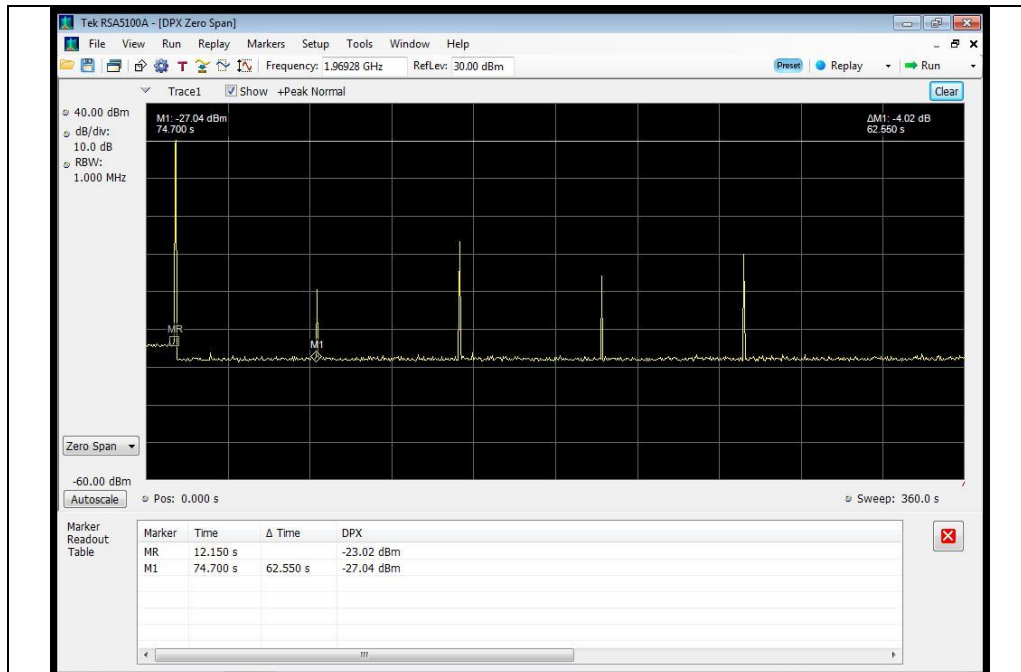 Tek RSA5100A - [DPX Zero Span]
File View Run Replay Markers Setup Tools Window Help
T Frequency: 1.96928 GHz RefLev: 30.00 dBm Preset Replay Run
Trace1 Show +Peak Normal Clear
40.00 dBm
dB/div:
10.0 dB
RBW:
1.000 MHz
M1: -27.04 dBm
74.700 s
ΔM1: -4.02 dB
62.550 s
MR
M1
Zero Span
-60.00 dBm
Autoscale Pos: 0.000 s Sweep: 360.0 s
Marker Readout Table
Marker Time Δ Time DPX
MR 12.150 s -23.02 dBm
M1 74.700 s 62.550 s -27.04 dBm